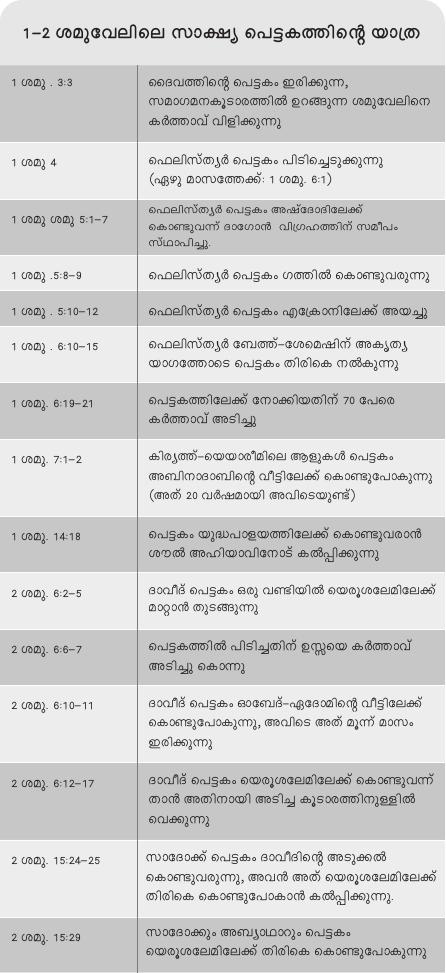 1–2 ശമുവേലിലെ സാക്ഷ്യ പെട്ടകത്തിന്റെ യാത്ര
1 ശമു . 3:3
ദൈവത്തിന്റെ പെട്ടകം ഇരിക്കുന്ന,
സമാഗമനകൂടാരത്തിൽ ഉറങ്ങുന്ന ശമുവേലിനെ
കർത്താവ് വിളിക്കുന്നു
1 ശമു 4
ഫെലിസ്ത്യർ പെട്ടകം പിടിച്ചെടുക്കുന്നു
(ഏഴു മാസത്തേക്ക്: 1 ശമു. 6:1)
1 ശമു ശമു 5:1–7
ഫെലിസ്ത്യർ പെട്ടകം അഷ്ദോദിലേക്ക്
കൊണ്ടുവന്ന് ദാഗോൻ വിഗ്രഹത്തിന് സമീപം
സ്ഥാപിച്ചു.
1 ശമു .5:8–9
ഫെലിസ്ത്യർ പെട്ടകം ഗത്തിൽ കൊണ്ടുവരുന്നു
1 ശമു . 5:10–12
ഫെലിസ്ത്യർ പെട്ടകം എക്രോനിലേക്ക് അയച്ചു
1 ശമു . 6:10–15
ഫെലിസ്ത്യർ ബേത്ത്–ശേമെഷിന് അകൃത്യ
യാഗത്തോടെ പെട്ടകം തിരികെ നൽകുന്നു
1 ശമു. 6:19–21
പെട്ടകത്തിലേക്ക് നോക്കിയതിന് 70 പേരെ
കർത്താവ് അടിച്ചു
1 ശമു. 7:1–2
കിര്യത്ത്–യെയാരീമിലെ ആളുകൾ പെട്ടകം
അബിനാദാബിന്റെ വീട്ടിലേക്ക് കൊണ്ടുപോകുന്നു
(അത് 20 വർഷമായി അവിടെയുണ്ട്)
1 ശമു. 14:18
പെട്ടകം യുദ്ധപാളയത്തിലേക്ക് കൊണ്ടുവരാൻ
ശൗൽ അഹിയാവിനോട് കൽപ്പിക്കുന്നു
2 ശമു. 6:2–5
ദാവീദ് പെട്ടകം ഒരു വണ്ടിയിൽ യെരൂശലേമിലേക്ക്
മാറ്റാൻ തുടങ്ങുന്നു
2 ശമു. 6:6–7
പെട്ടകത്തിൽ പിടിച്ചതിന് ഉസ്സയെ കർത്താവ്
അടിച്ചു കൊന്നു
2 ശമു. 6:10–11
ദാവീദ് പെട്ടകം ഓബേദ്–ഏദോമിന്റെ വീട്ടിലേക്ക്
കൊണ്ടുപോകുന്നു, അവിടെ അത് മൂന്ന് മാസം
ഇരിക്കുന്നു
2 ശമു. 6:12–17
ദാവീദ് പെട്ടകം യെരൂശലേമിലേക്ക് കൊണ്ടുവന്ന്
താൻ അതിനായി അടിച്ച കൂടാരത്തിനുള്ളിൽ
വെക്കുന്നു
2 ശമു. 15:24–25
സാദോക്ക് പെട്ടകം ദാവീദിന്റെ അടുക്കൽ
കൊണ്ടുവരുന്നു, അവൻ അത് യെരൂശലേമിലേക്ക്
തിരികെ കൊണ്ടുപോകാൻ കൽപ്പിക്കുന്നു.
2 ശമു. 15:29
സാദോക്കും അബ്യാഥാറും പെട്ടകം
യെരൂശലേമിലേക്ക് തിരികെ കൊണ്ടുപോകുന്നു